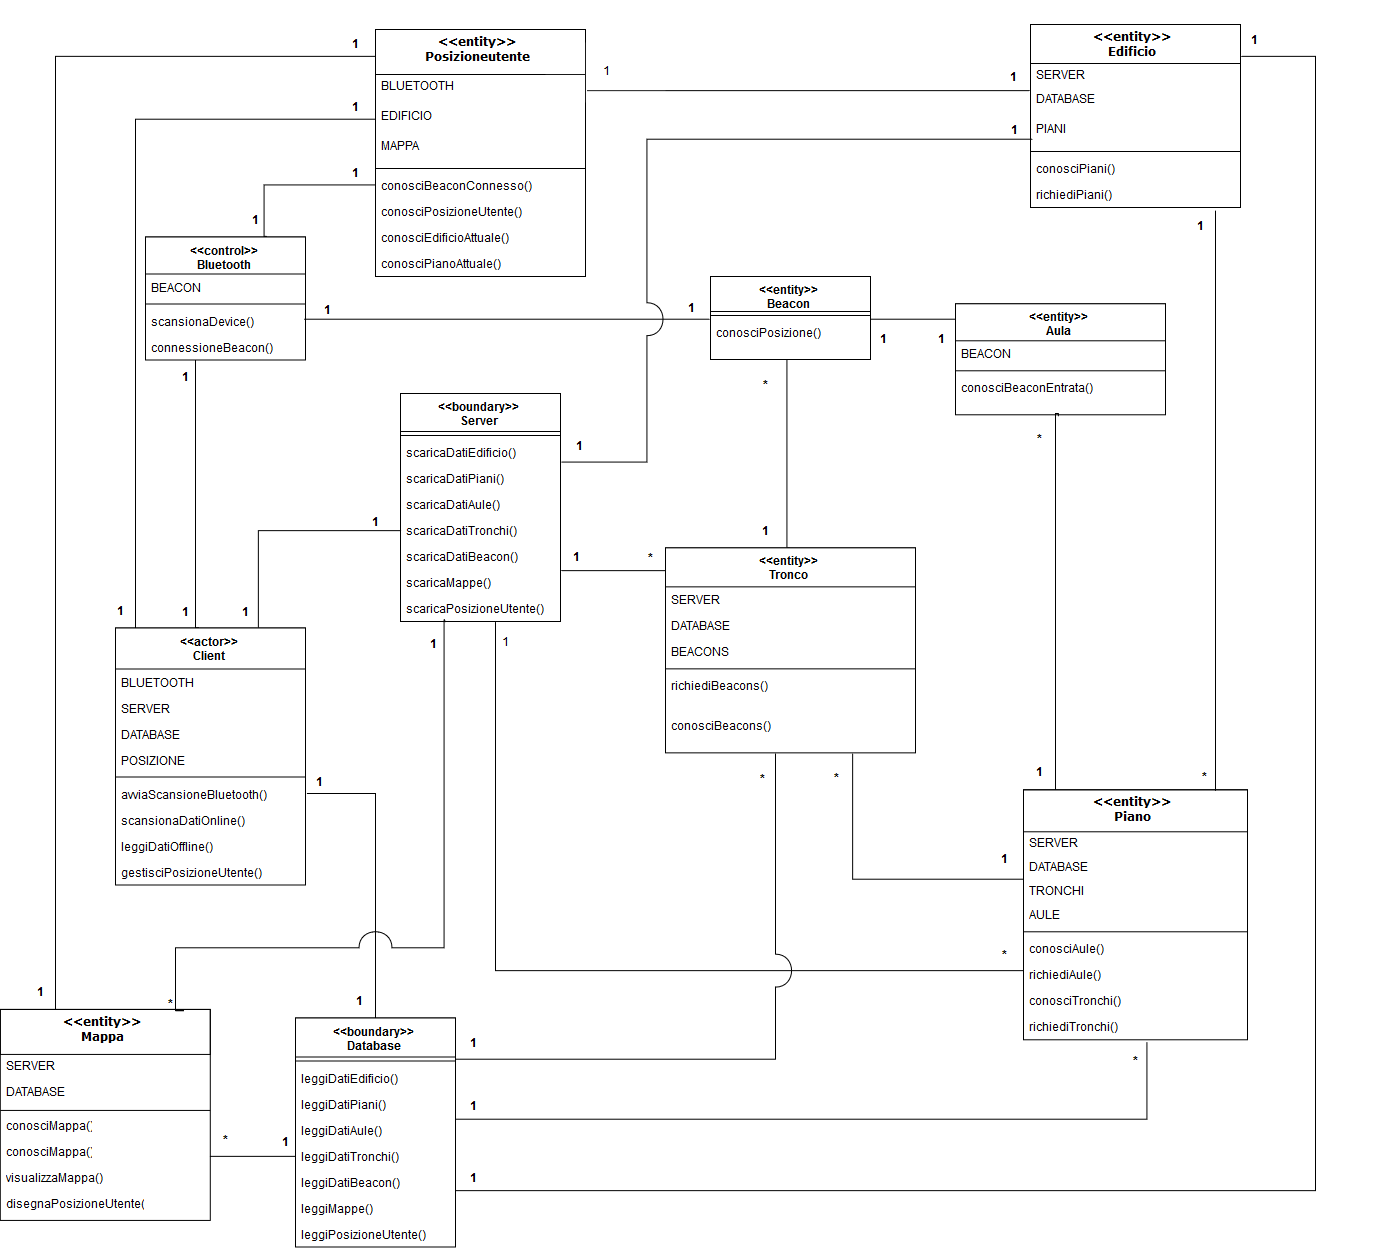 <<entity>>
Posizioneutente
BLUETOOTH
EDIFICIO
MAPPA
conosciBeaconConnesso()
conosciPosizioneUtente()
conosciEdificioAttuale()
conosciPianoAttuale()
1
1
1
1
1
1
1
<<entity>>
Edificio
SERVER
DATABASE
PIANI
conosciPiani()
richiediPiani()
1
1
1
<<control>>
Bluetooth
BEACON
scansionaDevice()
connessioneBeacon()
1
1
1
<<entity>>
Beacon
conosciPosizione()
1
1
*
<<entity>>
Aula
BEACON
conosciBeaconEntrata()
*
<<boundary>>
Server
scaricaDatiEdificio()
scaricaDatiPiani()
scaricaDatiAule()
scaricaDatiTronchi()
scaricaDatiBeacon()
scaricaMappe()
scaricaPosizioneUtente()
1
1
1
*
1
1
1
<<entity>>
Tronco
SERVER
DATABASE
BEACONS
richiediBeacons()
conosciBeacons()
*
*
1
1
1
<<actor>>
Client
BLUETOOTH
SERVER
DATABASE
POSIZIONE
avviaScansioneBluetooth()
scansionaDatiOnline()
leggiDatiOffline()
gestisciPosizioneUtente()
1
1
*
1
*
<<entity>>
Piano
SERVER
DATABASE
TRONCHI
AULE
conosciAule()
richiediAule()
conosciTronchi()
richiediTronchi()
*
1
*
1
<<entity>>
Mappa
SERVER
DATABASE
conosciMappa()
conosciMappa()
visualizzaMappa()
disegnaPosizioneUtente(
*
1
<<boundary>>
Database
leggiDatiEdificio()
leggiDatiPiani()
leggiDatiAule()
leggiDatiTronchi()
leggiDatiBeacon()
leggiMappe()
leggiPosizioneUtente()
1
1
1